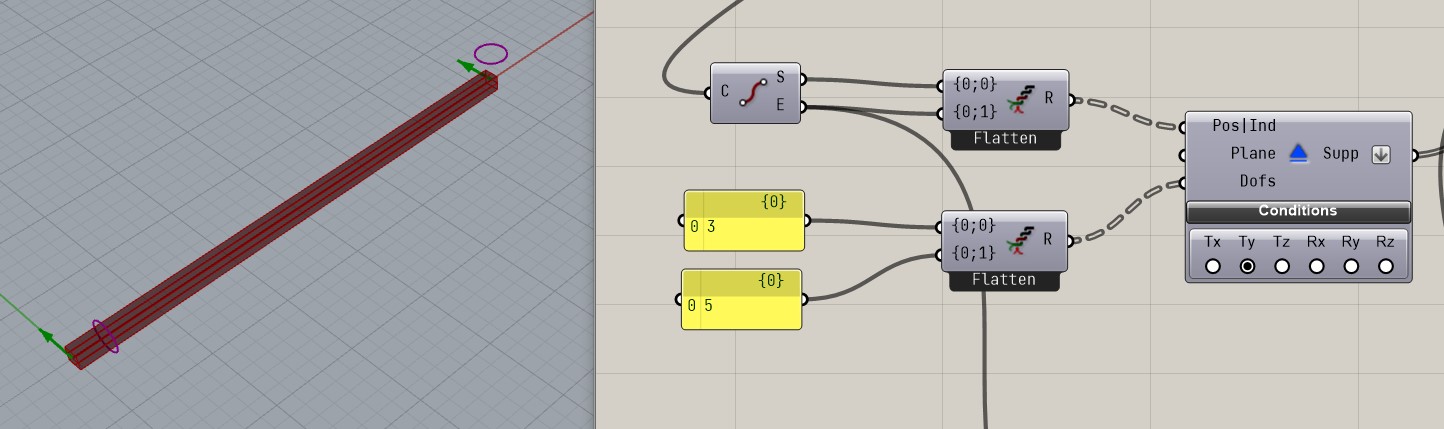 C
S
E
{0;0}
{0;1}
R
Flatten
{0}
0 3
{0}
0 5
{0;0}
{0;1}
R
Flatten
Pos|Ind
Plane
Supp
Dofs
Conditions
Tx Ty Tz Rx Ry Rz